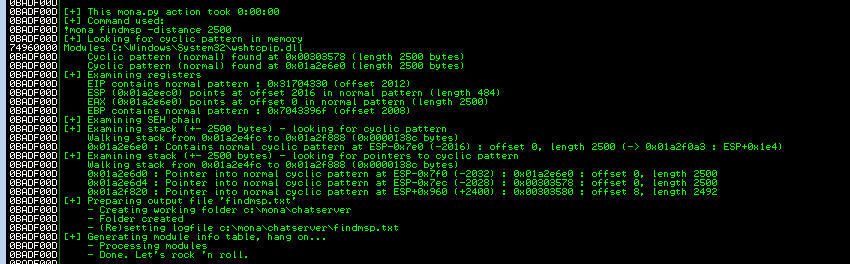 0BADF00D [+] This mona.py action took 0:00:00
0BADF00D [+] Command used:
0BADF00D !mona findmsp -distance 2500
0BADF00D [+] Looking for cyclic pattern in memory
74960000 Modules C:\Windows\System32\wshtcpip.dll
0BADF00D Cyclic pattern (normal) found at 0x00303578 (length 2500 bytes)
0BADF00D Cyclic pattern (normal) found at 0x01a2e6e0 (length 2500 bytes)
0BADF00D [+] Examining registers
0BADF00D EIP contains normal pattern : 0x31704330 (offset 2012)
0BADF00D ESP (0x01a2eec0) points at offset 2016 in normal pattern (length 484)
0BADF00D EAX (0x01a2e6e0) points at offset 0 in normal pattern (length 2500)
0BADF00D EBP contains normal pattern : 0x7043396f (offset 2008)
0BADF00D [+] Examining SEH chain
0BADF00D [+] Examining stack (+- 2500 bytes) - looking for cyclic pattern
0BADF00D Walking stack from 0x01a2e4fc to 0x01a2f888 (0x0000138c bytes)
0BADF00D 0x01a2e6e0 : Contains normal cyclic pattern at ESP-0x7e0 (-2016) : offset 0, length 2500 (-> 0x01a2f0a3 : ESP+0x1e4)
0BADF00D [+] Examining stack (+- 2500 bytes) - looking for pointers to cyclic pattern
0BADF00D Walking stack from 0x01a2e4fc to 0x01a2f888 (0x0000138c bytes)
0BADF00D 0x01a2e6d0 : Pointer into normal cyclic pattern at ESP-0x7f0 (-2032) : 0x01a2e6e0 : offset 0, length 2500
0BADF00D 0x01a2e6d4 : Pointer into normal cyclic pattern at ESP-0x7ec (-2028) : 0x00303578 : offset 0, length 2500
0BADF00D 0x01a2f820 : Pointer into normal cyclic pattern at ESP+0x960 (+2400) : 0x00303580 : offset 8, length 2492
0BADF00D [+] Preparing output file 'findmsp.txt'
0BADF00D - Creating working folder c:\mona\chatserver
0BADF00D - Folder created
0BADF00D - (Re)setting logfile c:\mona\chatserver\findmsp.txt
0BADF00D [+] Generating module info table, hang on...
0BADF00D - Processing modules
0BADF00D - Done. Let's rock 'n roll.